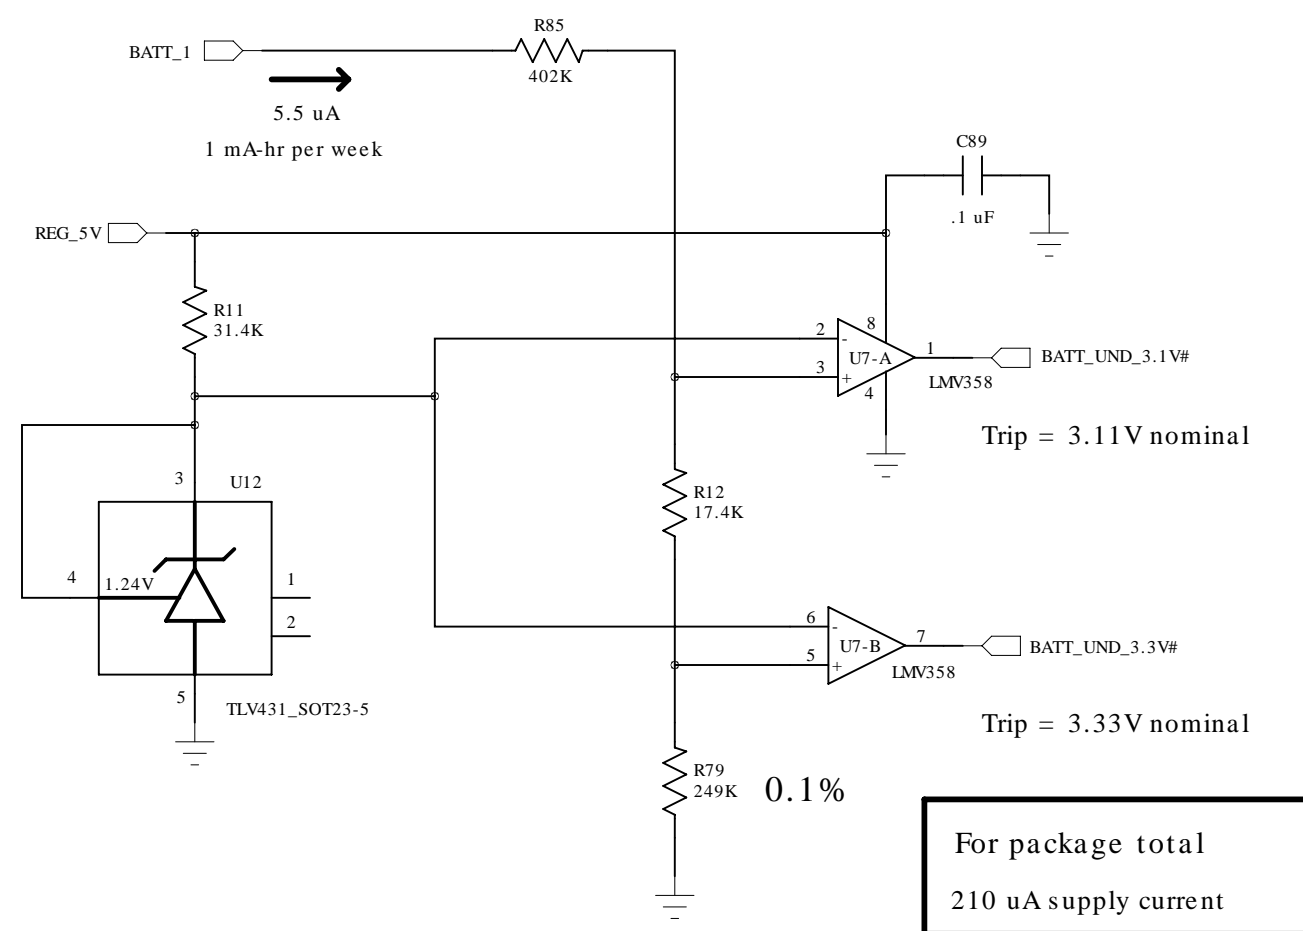 R85
BATT_1
402K
5.5 uA
1 mA-hr per week
C89
.1 uF
REG_5V
R11
31.4K
2
8
-
U7-A
1
BATT_UND_3.1V#
3
+
4
LMV358
Trip = 3.11V nominal
3
U12
R12
17.4K
4
1.24V
1
2
6
-
U7-B
7
BATT_UND_3.3V#
5
+
LMV358
5
TLV431_SOT23-5
Trip = 3.33V nominal
R79
249K
0.1%
For package total
210 uA supply current